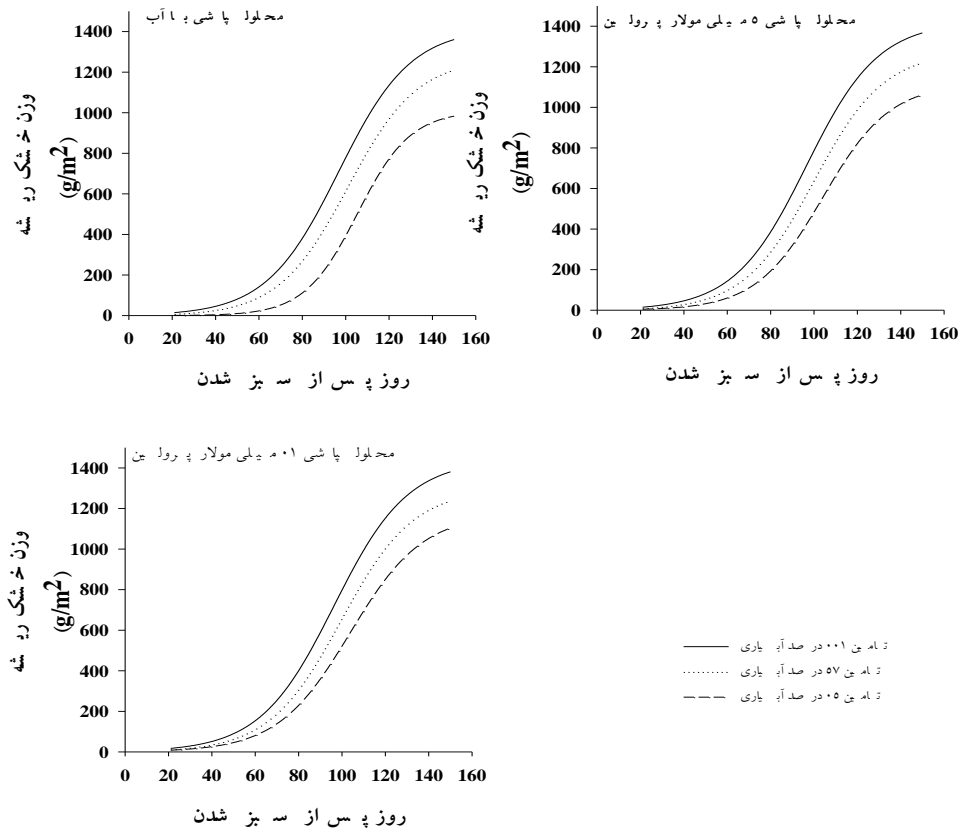 محلول پاشی با آب
1400
1200
1000
800
600
400
200
0
0 20 40 60 80 100 120 140 160
وزن خشک ریشه
(g/m²)
روز پس از سبز شدن
محلول پاشی ۵ میلی مولار پرولین
1400
1200
1000
800
600
400
200
0
0 20 40 60 80 100 120 140 160
وزن خشک ریشه
(g/m²)
روز پس از سبز شدن
محلول پاشی ۰۱ میلی مولار پرولین
1400
1200
1000
800
600
400
200
0
0 20 40 60 80 100 120 140 160
وزن خشک ریشه
(g/m²)
روز پس از سبز شدن
تامین ۰۰۱ درصد آبیاری
تامین ۵۷ درصد آبیاری
تامین ۰۵ درصد آبیاری